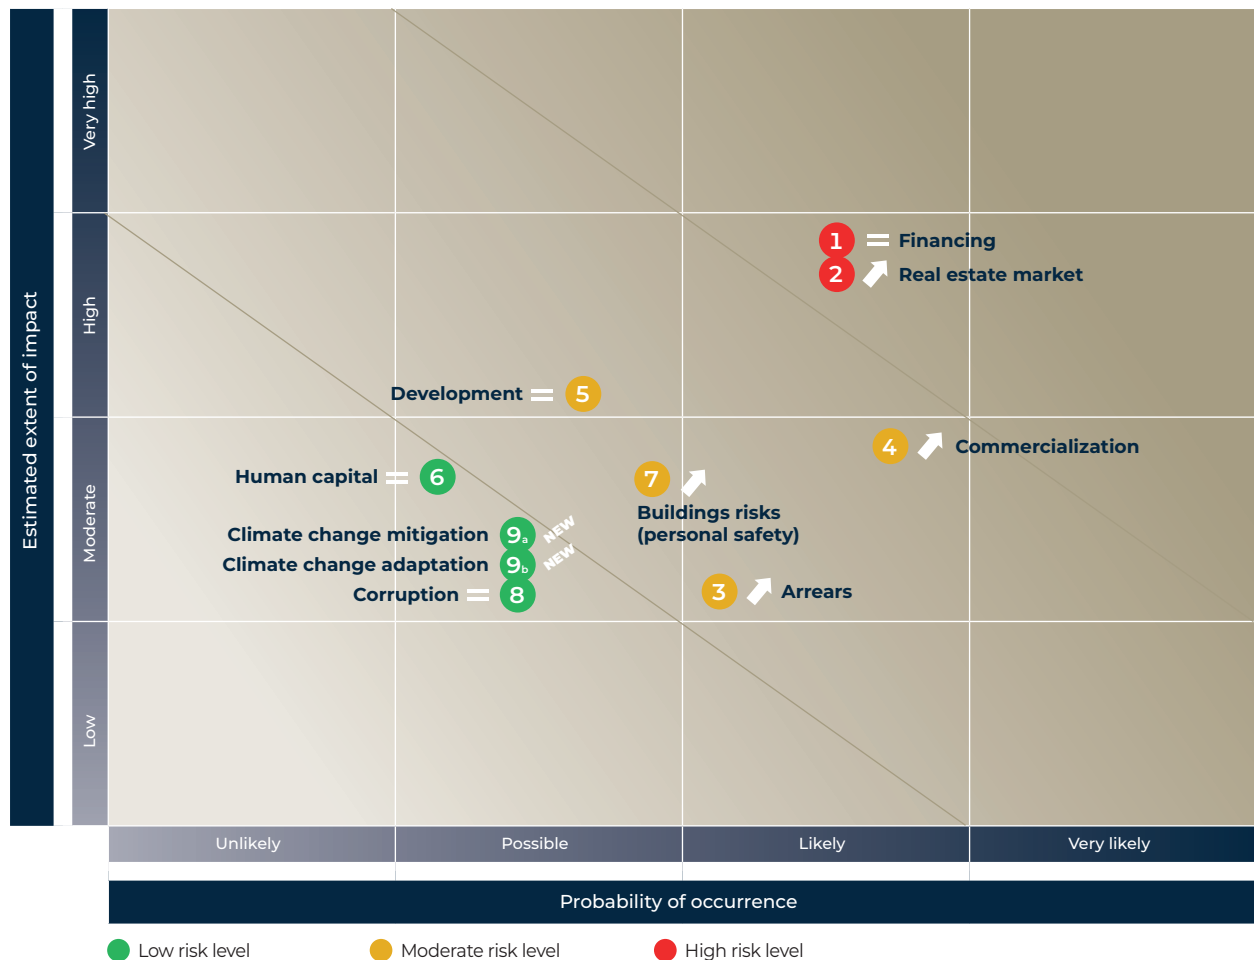 Estimated extent of impact
Very high
High
Moderate
Low
1 = Financing
2 Real estate market
Development = 5
4 Commercialization
Human capital = 6
7
Buildings risks
(personal safety)
Climate change mitigation 9a NEW
Climate change adaptation 9b NEW
Corruption = 8
3 Arrears
Unlikely
Possible
Likely
Very likely
Probability of occurrence
Low risk level
Moderate risk level
High risk level